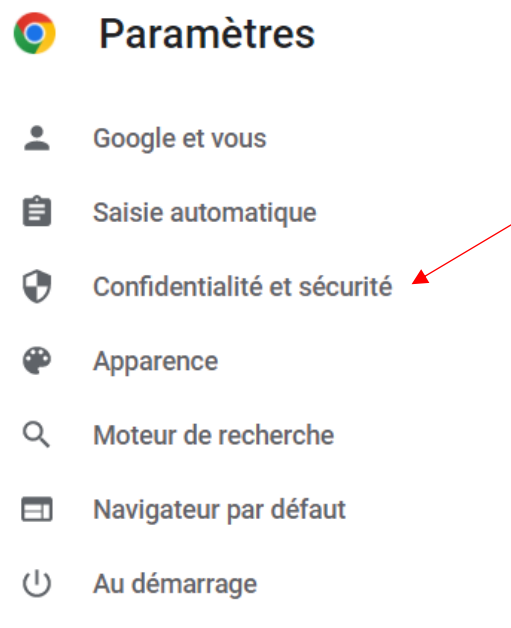 Paramètres
Google et vous
Saisie automatique
Confidentialité et sécurité
Apparence
Moteur de recherche
Navigateur par défaut
Au démarrage